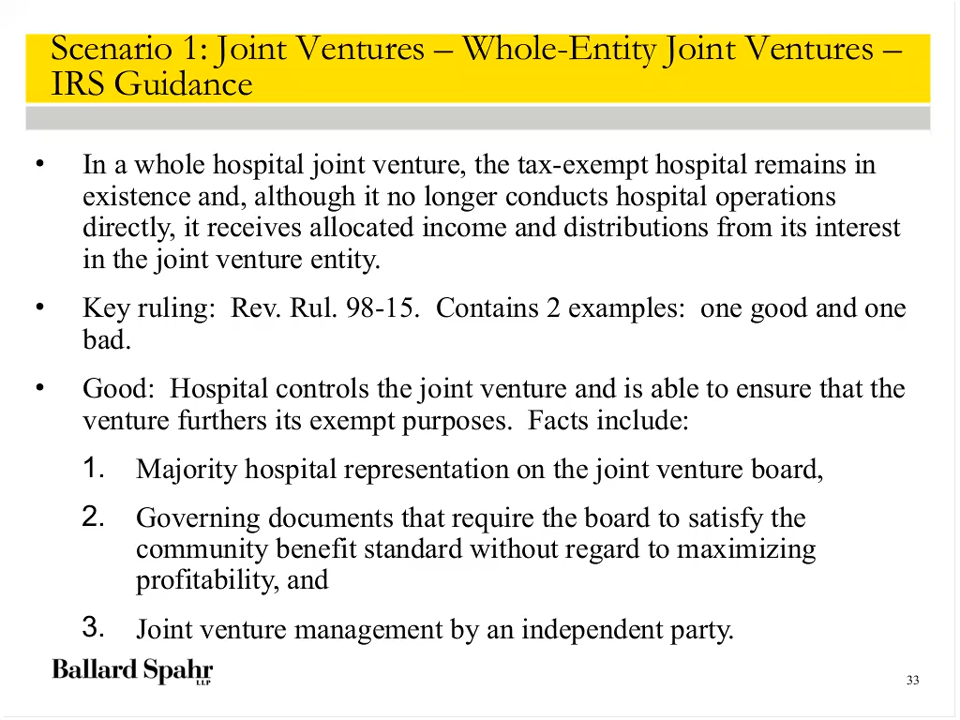 Scenario 1: Joint Ventures – Whole-Entity Joint Ventures –
IRS Guidance
• In a whole hospital joint venture, the tax-exempt hospital remains in
existence and, although it no longer conducts hospital operations
directly, it receives allocated income and distributions from its interest
in the joint venture entity.
• Key ruling:  Rev. Rul. 98-15.  Contains 2 examples:  one good and one
bad.
• Good:  Hospital controls the joint venture and is able to ensure that the
venture furthers its exempt purposes.  Facts include:
1. Majority hospital representation on the joint venture board,
2. Governing documents that require the board to satisfy the
community benefit standard without regard to maximizing
profitability, and
3. Joint venture management by an independent party.
Ballard Spahr LLP
33